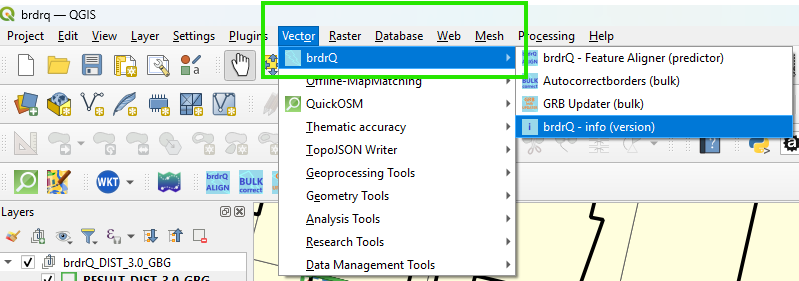 brdrq — QGIS
Project Edit View Layer Settings Plugins Vector Raster Database Web Mesh Processing Help
brdrQ
brdrQ - Feature Aligner (predictor)
Offline-MapMatching
Autocorrectborders (bulk)
QuickOSM
GRB Updater (bulk)
Thematic accuracy
brdrQ - info (version)
TopoJSON Writer
Geoprocessing Tools
WKT
brdrQ
ALIGN
BULK
correct
Geometry Tools
Layers
Analysis Tools
Research Tools
brdrQ_DIST_3.0_GBG
Data Management Tools
RESULT_DIST_3.0_GBG